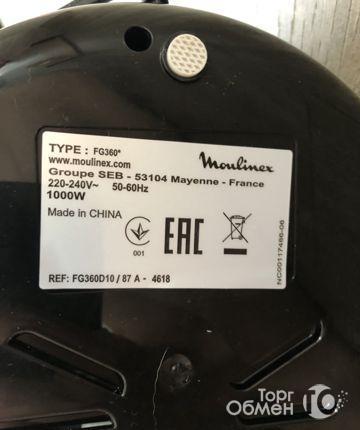 TYPE : FG360*
www.moulinex.com
Moulinex
Groupe SEB - 53104 Mayenne - France
220-240V~ 50-60Hz
1000W
Made in CHINA
001
EAC
REF: FG360D10 / 87 A - 4618
NC00117486-06
Торг
Обмен